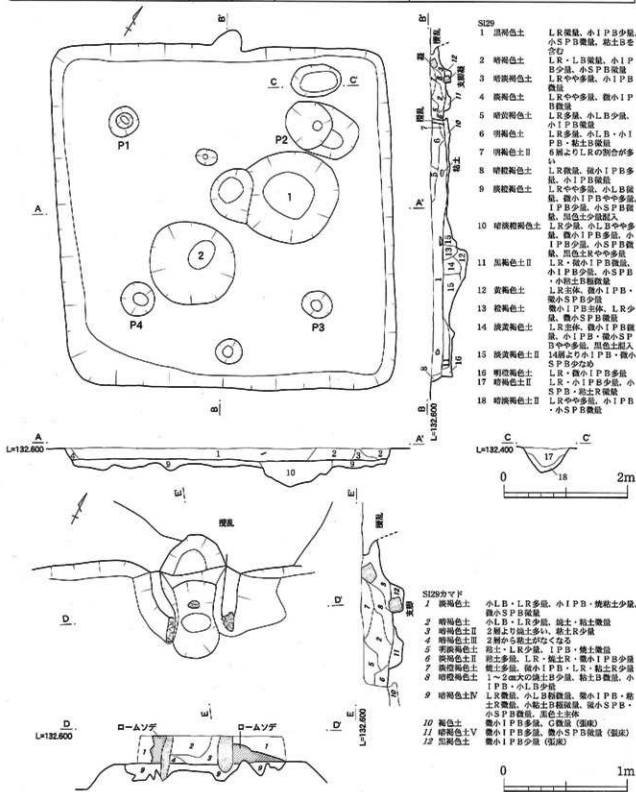 SI29
1 黒褐色土 LR微量、小IPB少量、
小SPB微量、粘土Bを
含む
2 暗褐色土 LR・LB微量、小IP
B少量、小SPB微量
3 暗淡褐色土 LRやや多量、小IPB
微量
4 淡褐色土 LRやや多量、微小IP
B微量
5 暗黄褐色土 LR多量、小LB少量、
小IPB微量
6 明褐色土 LR多量、小LB・小I
PB・粘土B微量
7 明褐色土Ⅱ 6層よりLRの割合が多
い
8 暗橙褐色土 LR微量、微小IPB多
量、小IPB微量
9 淡橙褐色土 LRやや多量、小LB微
量、微小IPBやや多量、
IPB少量、小SPB微
量、黒色土少量混入
10 暗淡橙褐色土 LR少量、小LBやや多
量、微小IPB多量、小
IPB少量、小SPB微
量、黒色土Rやや多量
11 黒褐色土Ⅱ LR・微小IPB微量、
小IPB少量、小SPB・
小粘土B極微量
12 黄褐色土 LR主体、微小IPB・
微小SPB少量
13 橙褐色土 微小IPB主体、LR少
量、微小SPB微量
14 淡黄褐色土 LR主体、微小IPB微
量、小IPB・微小SP
Bやや多量、黒色土混入
15 淡黄褐色土Ⅱ 14層より小IPB・微小
SPB少なめ
16 明橙褐色土 LR・微小IPB多量
17 暗褐色土Ⅱ LR・小IPB少量、小
SPB・粘土R微量
18 暗淡褐色土Ⅱ LRやや多量、小IPB
・小SPB微量
B'
B'
C
C'
P1
P2
A
A'
1
2
P4
P3
B
B
L=132.600
撹乱
支脚
粘土
A
A'
L=132.600
4 9 1 10 2 3 2 9
C
C'
L=132.400
17
18
0 2m
E'
E'
撹乱
撹乱
支脚
D
D'
E
E
SI29カマド
1 淡褐色土 小LB・LR多量、小IPB・焼粘土少量、
微小SPB微量
2 暗褐色土 小LB・LR少量、焼土・粘土微量
3 暗褐色土Ⅱ 2層より焼土多い、粘土R少量
4 暗褐色土Ⅲ 2層から粘土がなくなる
5 明淡褐色土 粘土・LR少量、IPB・焼土微量
6 淡褐色土Ⅱ 粘土多量、LR・焼土R・微小IPB少量
7 淡橙褐色土 焼土多量、微小IPB・LR・粘土R少量
8 暗橙褐色土 1～2㎝大の焼土B少量、粘土B微量、小
IPB・小LB少量
9 暗褐色土Ⅳ LR微量、小LB極微量、微小IPB・粘
土R微量、小粘土B極微量、微小SPB・
小SPB微量、黒色土主体
10 褐色土 微小IPB多量、G微量（張床）
11 暗褐色土Ⅴ 微小IPB多量、微小SPB微量（張床）
12 黒褐色土 微小IPB少量（張床）
D
D'
L=132.600
ロームソデ
ロームソデ
0 1m